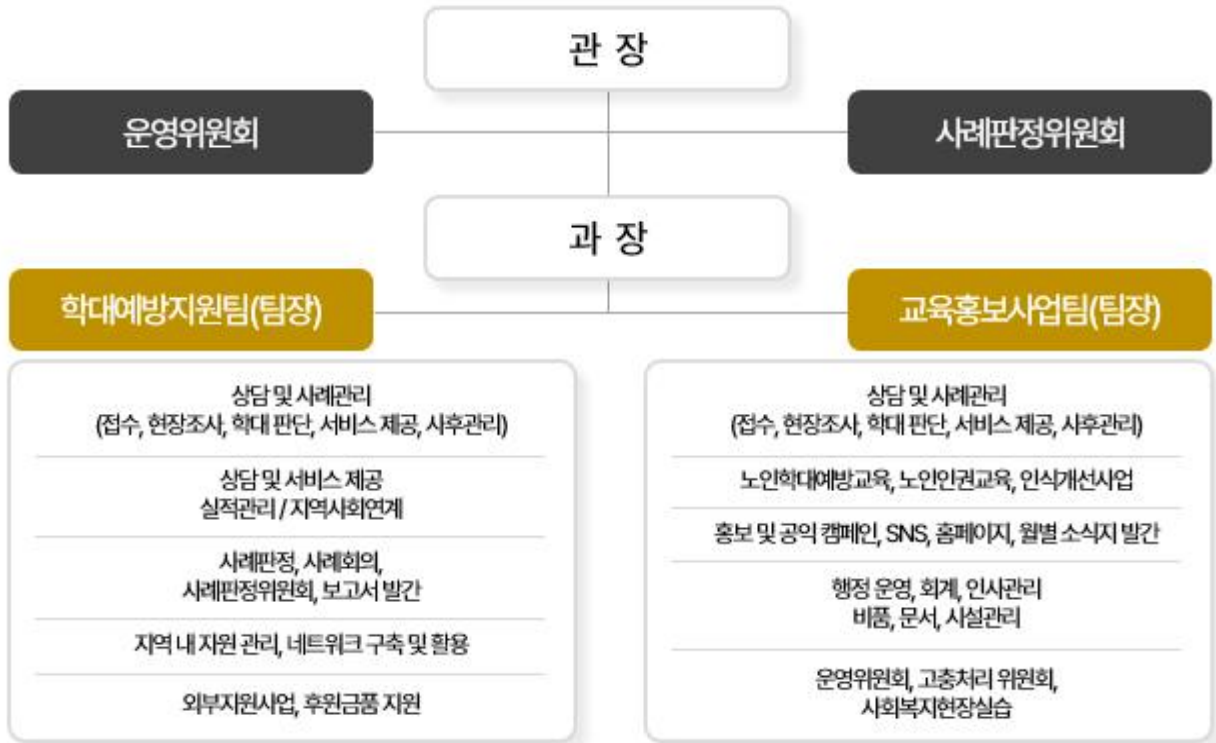 관 장
운영위원회
사례판정위원회
과 장
학대예방지원팀(팀장)
교육홍보사업팀(팀장)
상담 및 사례관리
(접수, 현장조사, 학대 판단, 서비스 제공, 사후관리)
상담 및 서비스 제공
실적관리 / 지역사회연계
사례판정, 사례회의,
사례판정위원회, 보고서 발간
지역 내 자원 관리, 네트워크 구축 및 활용
외부지원사업, 후원금품 지원
상담 및 사례관리
(접수, 현장조사, 학대 판단, 서비스 제공, 사후관리)
노인학대예방교육, 노인인권교육, 인식개선사업
홍보 및 공익 캠페인, SNS, 홈페이지, 월별 소식지 발간
행정 운영, 회계, 인사관리
비품, 문서, 시설관리
운영위원회, 고충처리 위원회,
사회복지현장실습